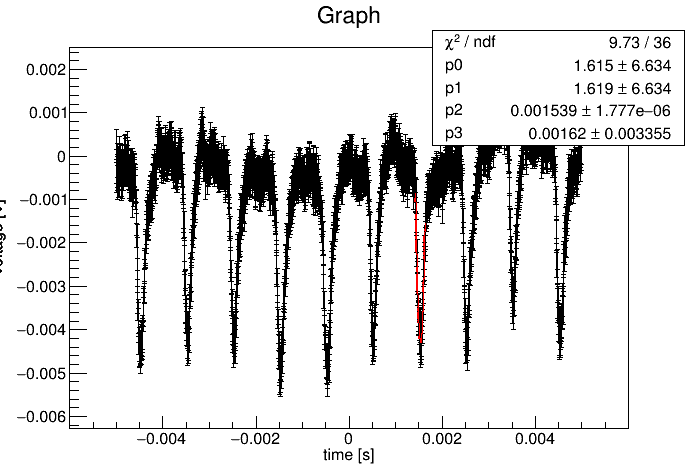 Graph
χ² / ndf 9.73 / 36
p0 1.615 ± 6.634
p1 1.619 ± 6.634
p2 0.001539 ± 1.777e−06
p3 0.00162 ± 0.003355
0.002
0.001
0
−0.001
−0.002
−0.003
−0.004
−0.005
−0.006
−0.004 −0.002 0 0.002 0.004
time [s]